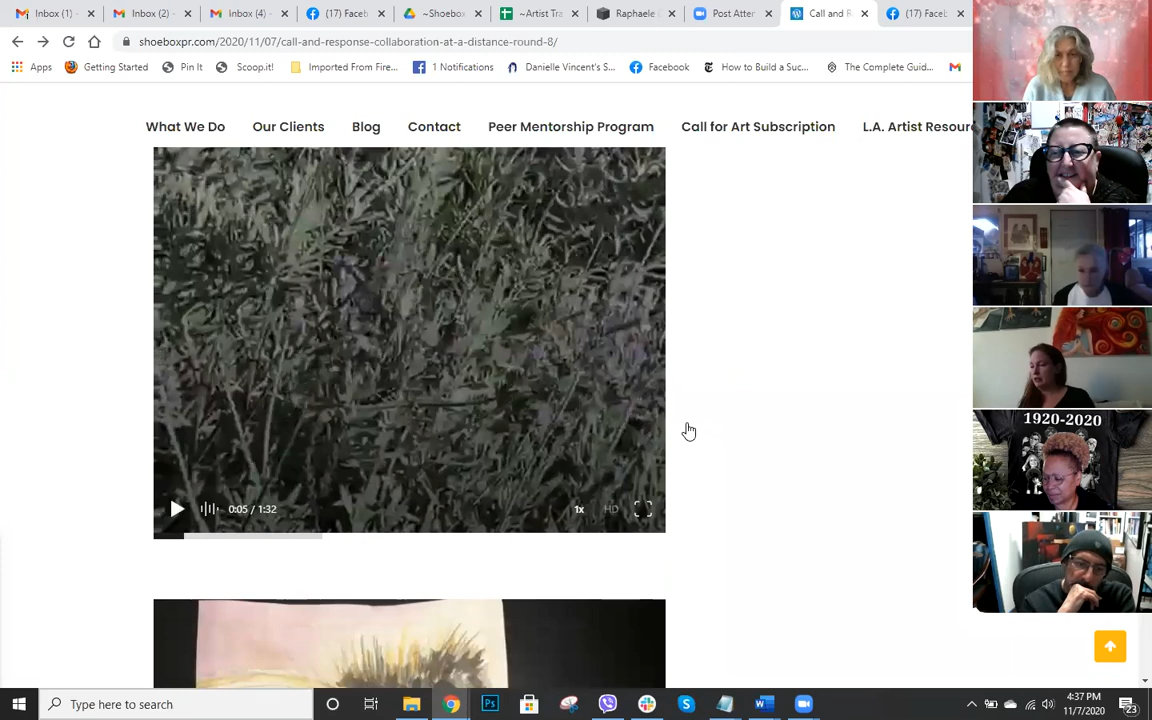 Inbox (1) -
Inbox (2) -
Inbox (4) -
(17) Faceb
~Shoebox
~Artist Tra
Raphaele
Post Atter
Call and R
(17) Faceb
shoeboxpr.com/2020/11/07/call-and-response-collaboration-at-a-distance-round-8/
Apps
Getting Started
Pin It
Scoop.it!
Imported From Fire...
1 Notifications
Danielle Vincent's S...
Facebook
How to Build a Suc...
The Complete Guid...
What We Do
Our Clients
Blog
Contact
Peer Mentorship Program
Call for Art Subscription
L.A. Artist Resour
1920-2020
0:05 / 1:32
1x
HD
Type here to search
4:37 PM
11/7/2020
23